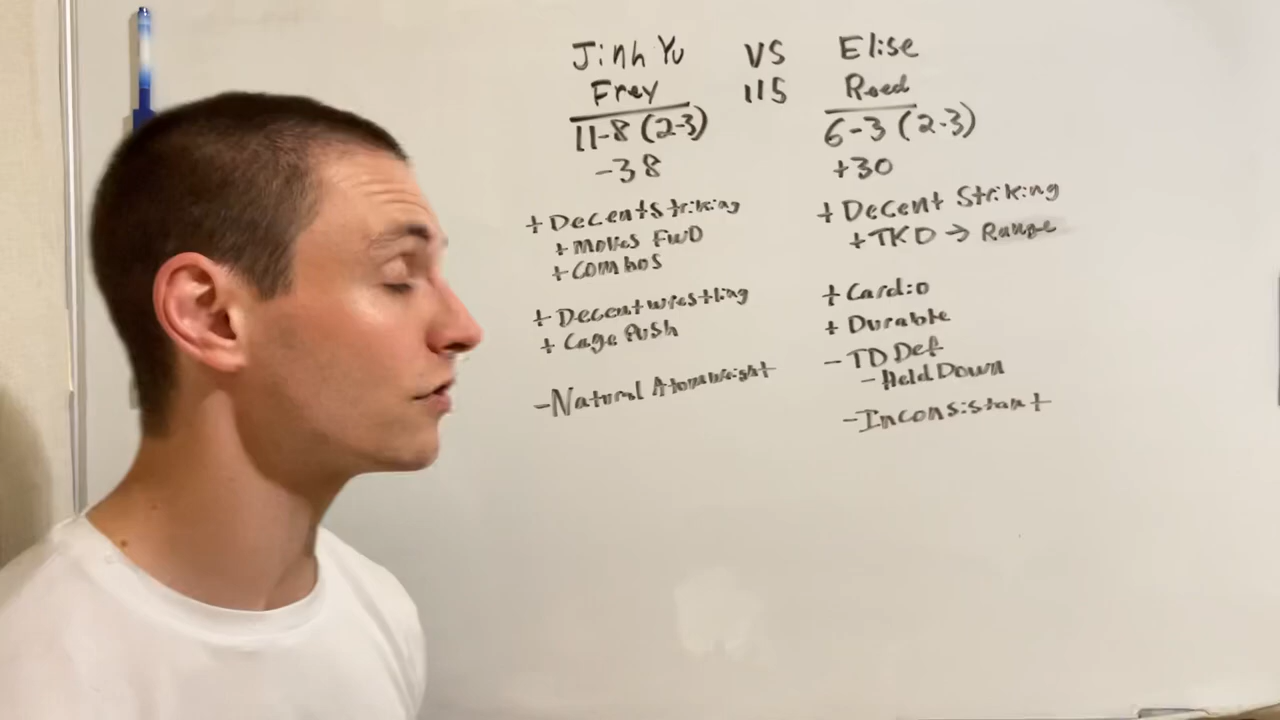 Jinh Yu VS Elise
Frey 115 Reed
11-8 (2-3) 6-3 (2-3)
-38 +30
+ Decent Striking
+ Moves FWD
+ Combos
+ Decent wrestling
+ Cage Push
- Natural Atomweight
+ Decent Striking
+ TKD → Range
+ Cardio
+ Durable
- TD Def
- Held Down
- Inconsistant